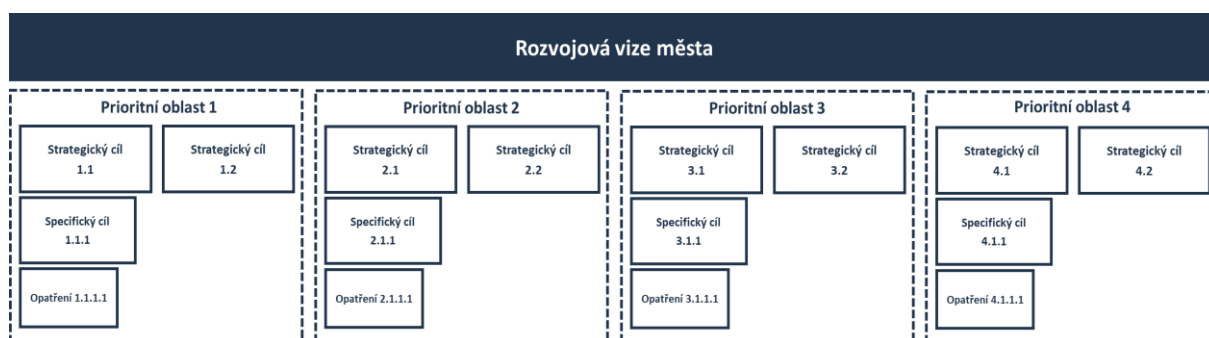 Rozvojová vize města
Prioritní oblast 1
Strategický cíl
1.1
Strategický cíl
1.2
Specifický cíl
1.1.1
Opatření 1.1.1.1
Prioritní oblast 2
Strategický cíl
2.1
Strategický cíl
2.2
Specifický cíl
2.1.1
Opatření 2.1.1.1
Prioritní oblast 3
Strategický cíl
3.1
Strategický cíl
3.2
Specifický cíl
3.1.1
Opatření 3.1.1.1
Prioritní oblast 4
Strategický cíl
4.1
Strategický cíl
4.2
Specifický cíl
4.1.1
Opatření 4.1.1.1